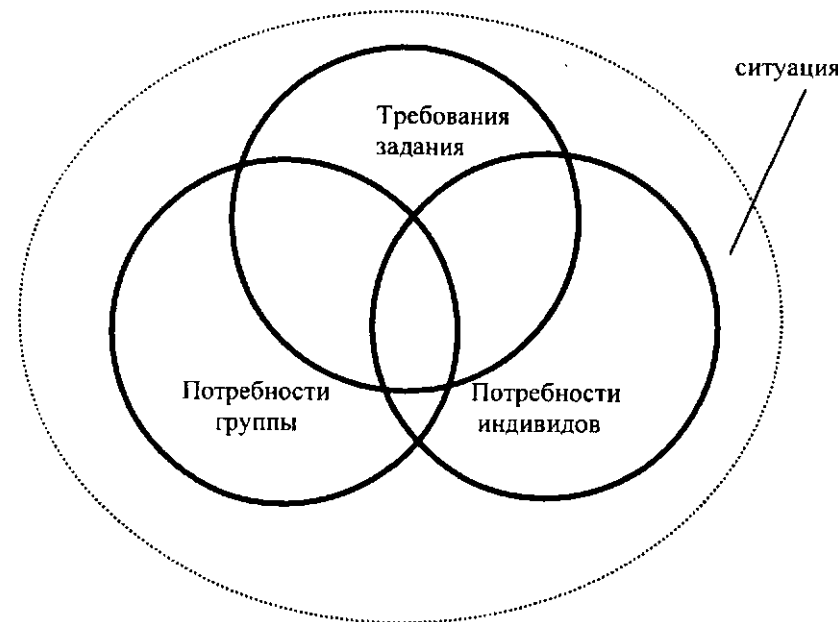 ситуация
Требования
задания
Потребности
группы
Потребности
индивидов